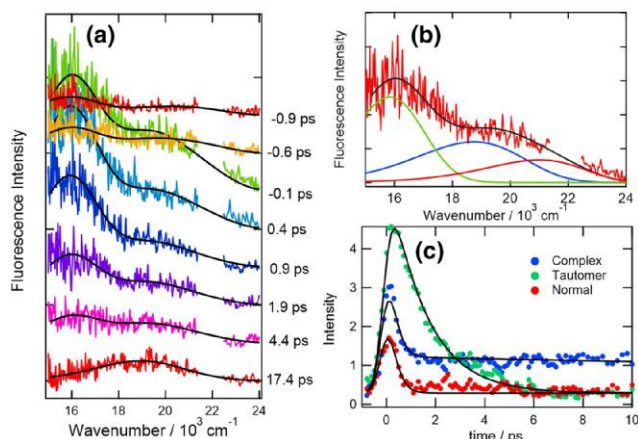 (a)
-0.9 ps
-0.6 ps
-0.1 ps
0.4 ps
0.9 ps
1.9 ps
4.4 ps
17.4 ps
Fluorescence Intensity
16 18 20 22 24
Wavenumber / 10³ cm⁻¹
(b)
Fluorescence Intensity
16 18 20 22 24
Wavenumber / 10³ cm⁻¹
(c)
Complex
Tautomer
Normal
Intensity
4
3
2
1
0
0 2 4 6 8 10
time / ps